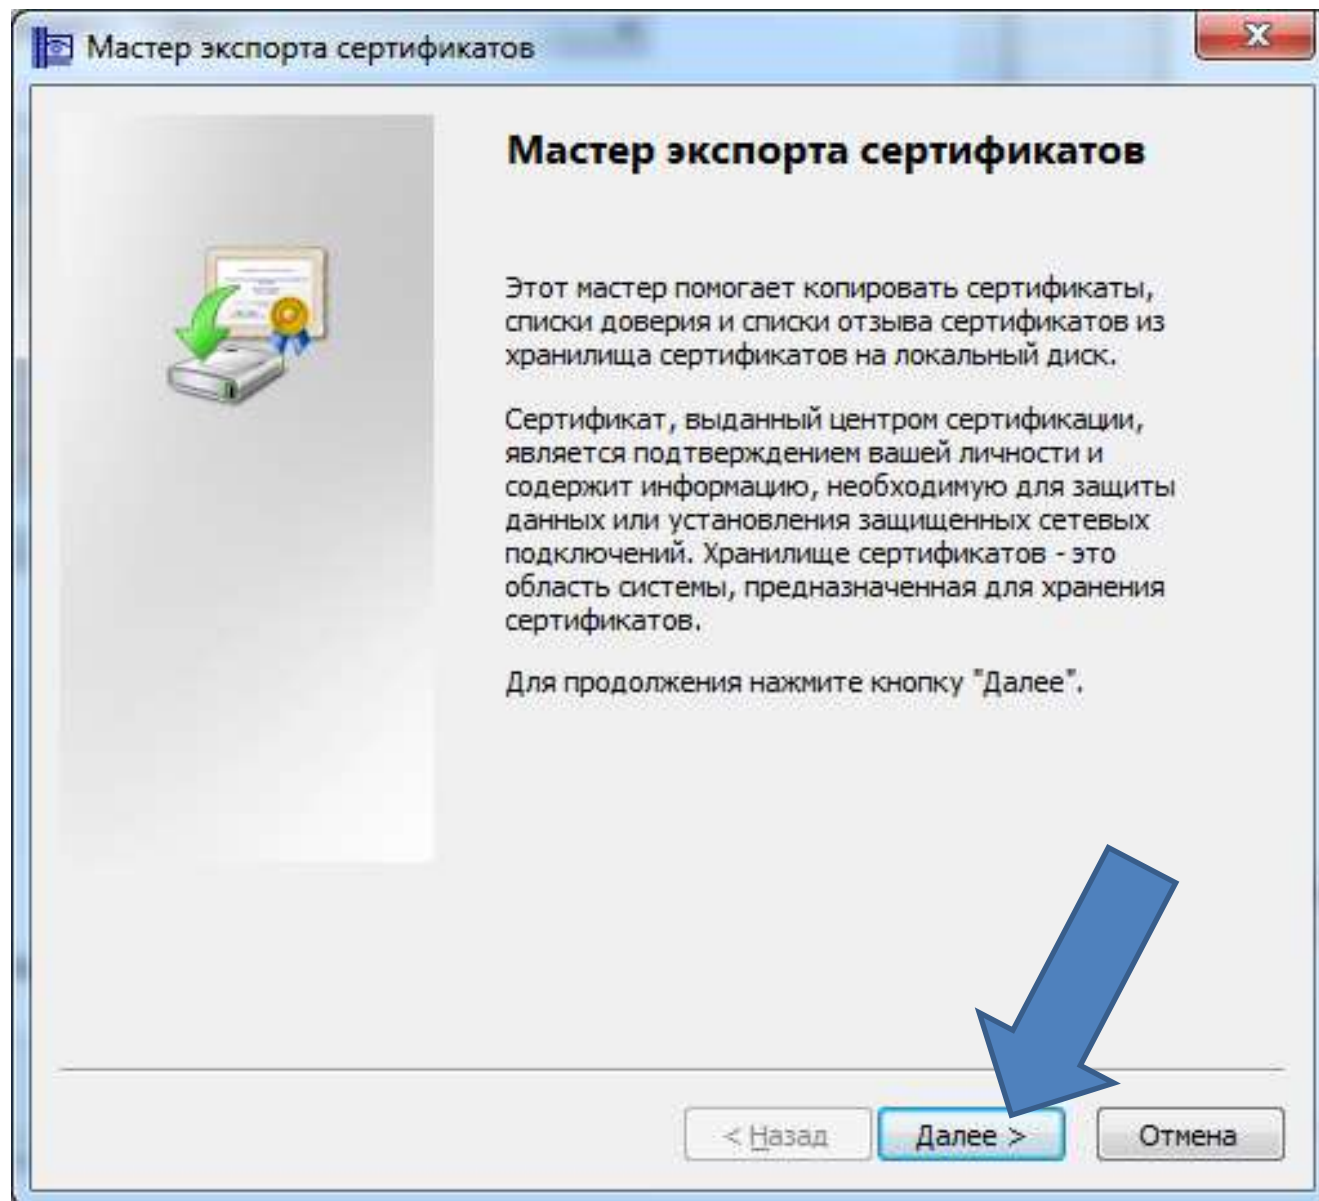 Мастер экспорта сертификатов
Мастер экспорта сертификатов
Этот мастер помогает копировать сертификаты,
списки доверия и списки отзыва сертификатов из
хранилища сертификатов на локальный диск.
Сертификат, выданный центром сертификации,
является подтверждением вашей личности и
содержит информацию, необходимую для защиты
данных или установления защищенных сетевых
подключений. Хранилище сертификатов - это
область системы, предназначенная для хранения
сертификатов.
Для продолжения нажмите кнопку "Далее".
< Назад
Далее >
Отмена